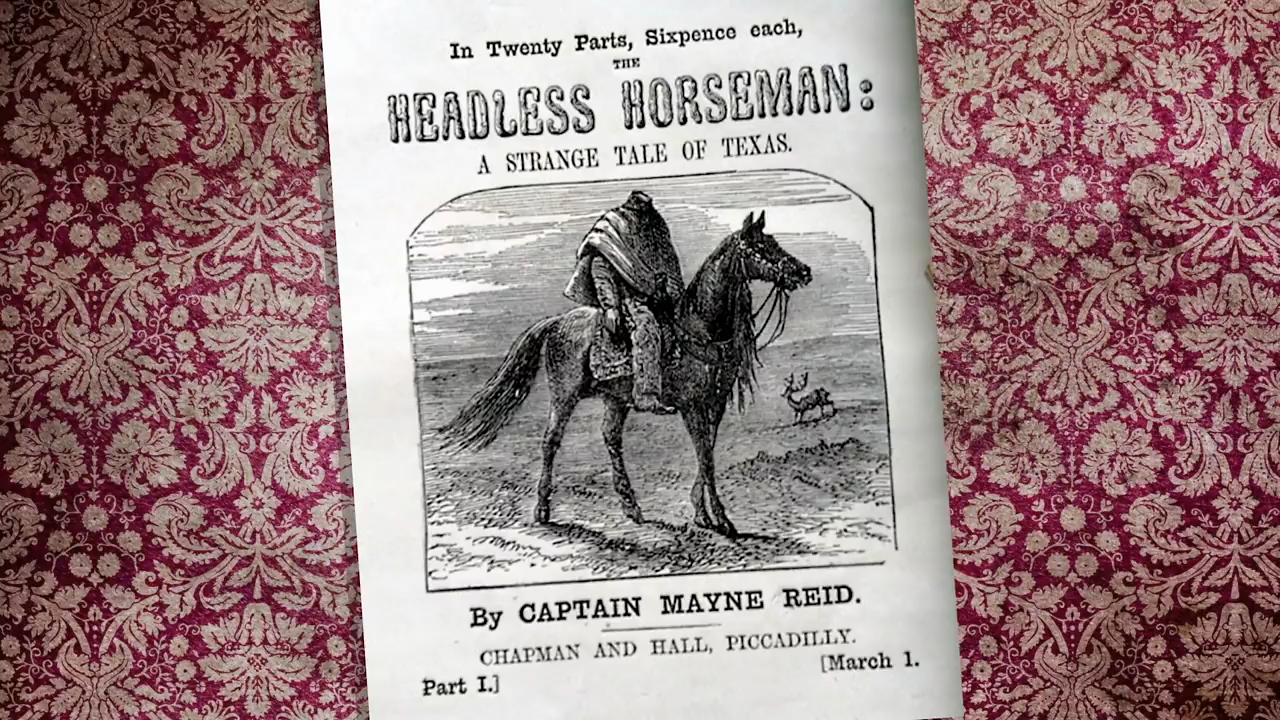 In Twenty Parts, Sixpence each,
THE
HEADLESS HORSEMAN:
A STRANGE TALE OF TEXAS.
By CAPTAIN MAYNE REID.
CHAPMAN AND HALL, PICCADILLY.
Part I.] [March 1.